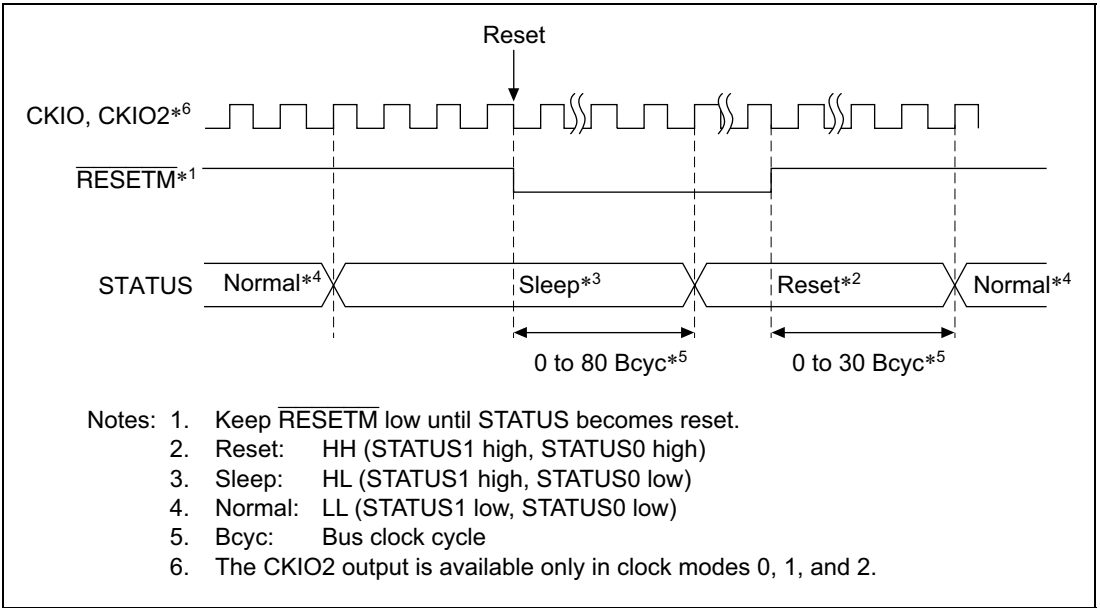 Reset
CKIO, CKIO2*6
RESETM*1
STATUS Normal*4 Sleep*3 Reset*2 Normal*4
0 to 80 Bcyc*5 0 to 30 Bcyc*5
Notes: 1. Keep RESETM low until STATUS becomes reset.
2. Reset: HH (STATUS1 high, STATUS0 high)
3. Sleep: HL (STATUS1 high, STATUS0 low)
4. Normal: LL (STATUS1 low, STATUS0 low)
5. Bcyc: Bus clock cycle
6. The CKIO2 output is available only in clock modes 0, 1, and 2.